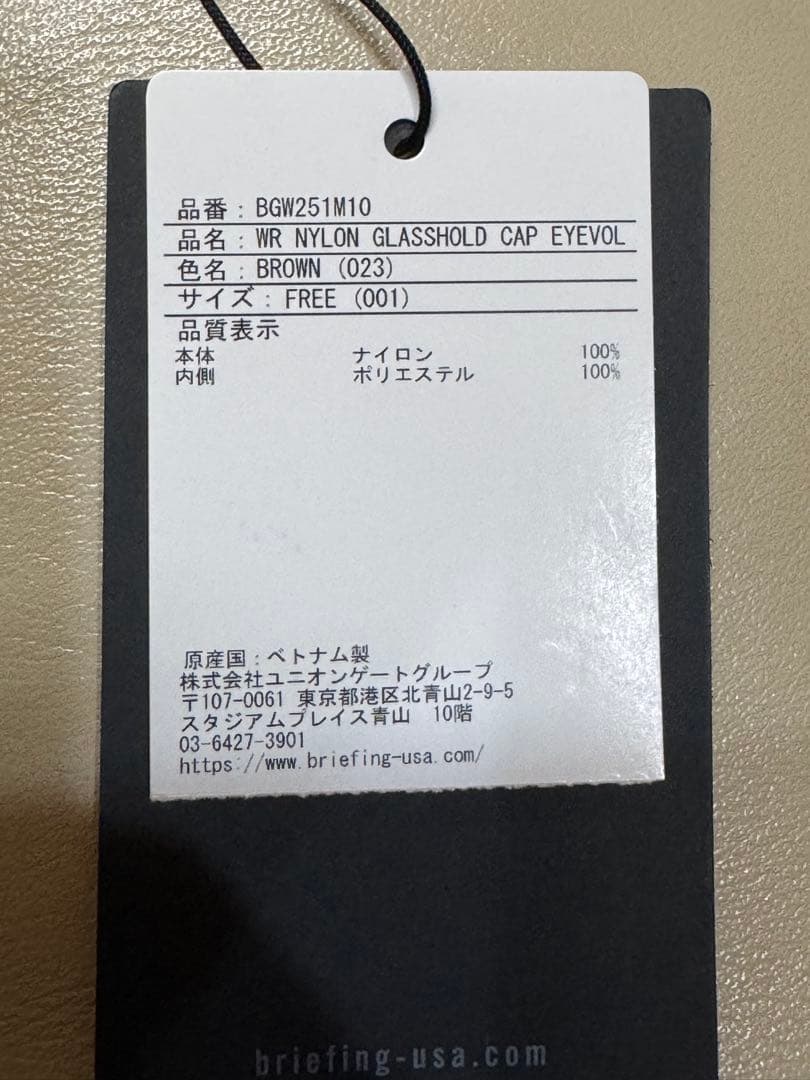 品番：BGW251M10
品名：WR NYLON GLASSHOLD CAP EYEVOL
色名：BROWN (023)
サイズ：FREE (001)
品質表示
本体 ナイロン 100%
内側 ポリエステル 100%
原産国：ベトナム製
株式会社ユニオンゲートグループ
〒107-0061 東京都港区北青山2-9-5
スタジアムプレイス青山 10階
03-6427-3901
https://www.briefing-usa.com/
briefing-usa.com